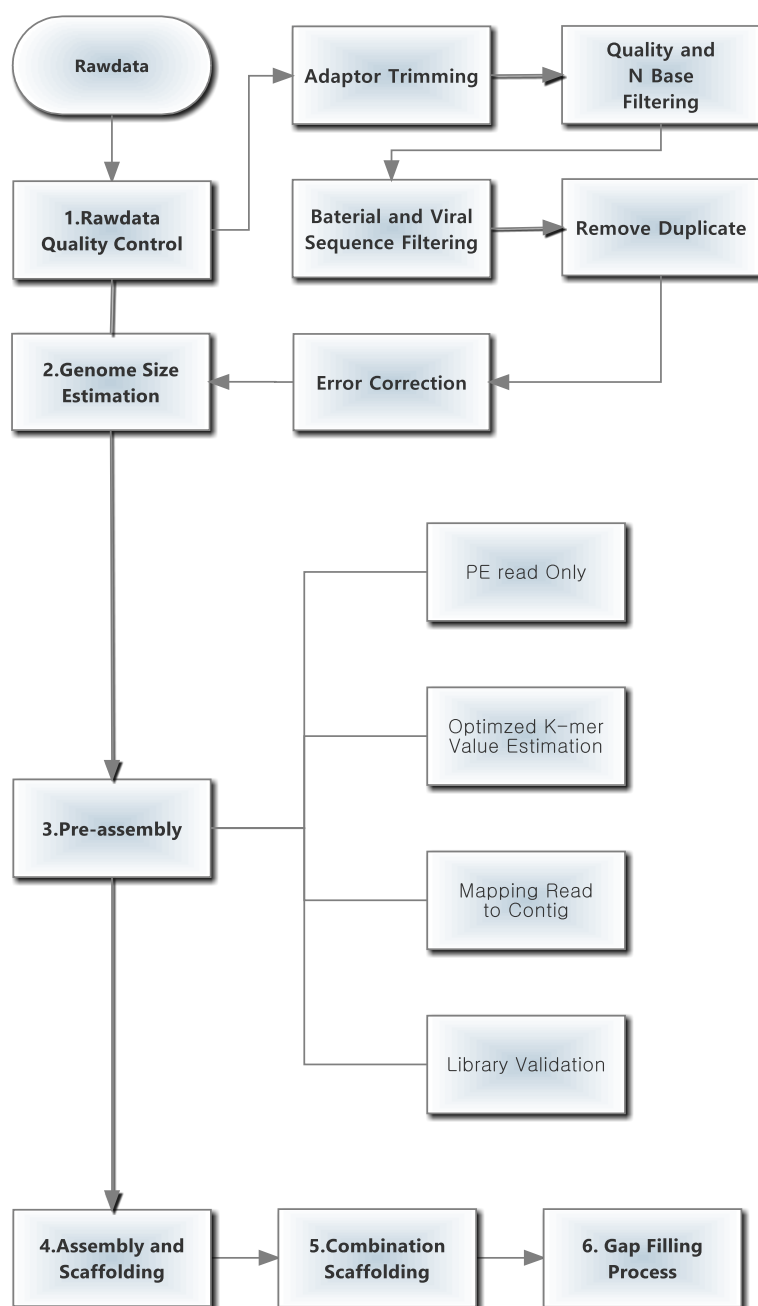 Rawdata
Adaptor Trimming
Quality and
N Base
Filtering
1.Rawdata
Quality Control
Baterial and Viral
Sequence Filtering
Remove Duplicate
2.Genome Size
Estimation
Error Correction
PE read Only
Optimzed K-mer
Value Estimation
3.Pre-assembly
Mapping Read
to Contig
Library Validation
4.Assembly and
Scaffolding
5.Combination
Scaffolding
6. Gap Filling
Process